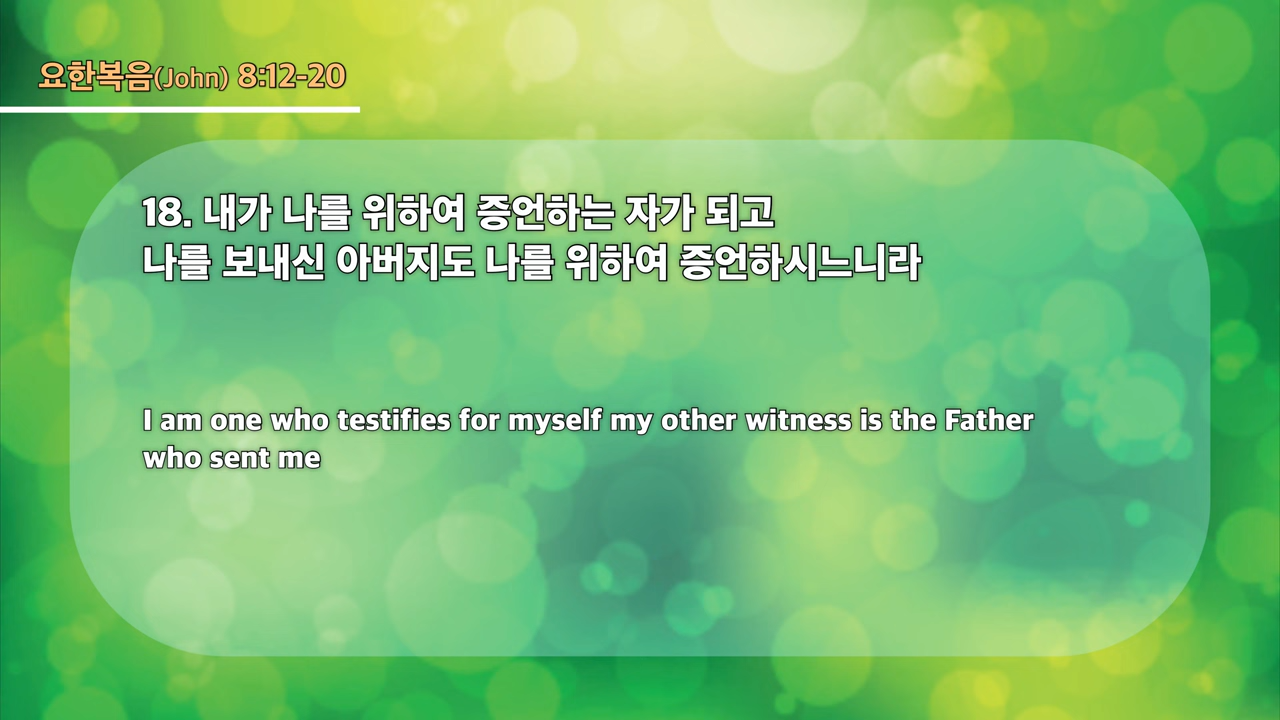 요한복음(John) 8:12-20
18. 내가 나를 위하여 증언하는 자가 되고
나를 보내신 아버지도 나를 위하여 증언하시느니라
I am one who testifies for myself my other witness is the Father
who sent me